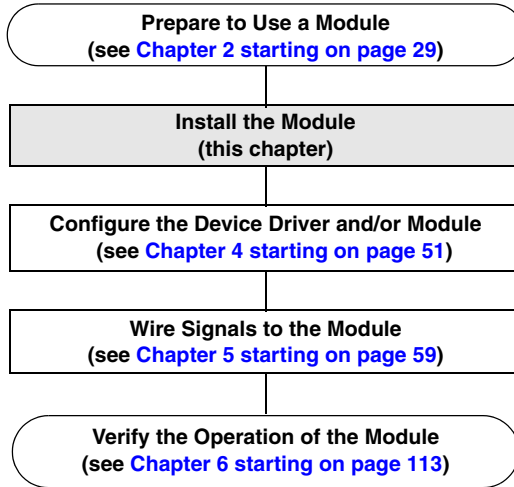 Prepare to Use a Module
(see Chapter 2 starting on page 29)
Install the Module
(this chapter)
Configure the Device Driver and/or Module
(see Chapter 4 starting on page 51)
Wire Signals to the Module
(see Chapter 5 starting on page 59)
Verify the Operation of the Module
(see Chapter 6 starting on page 113)